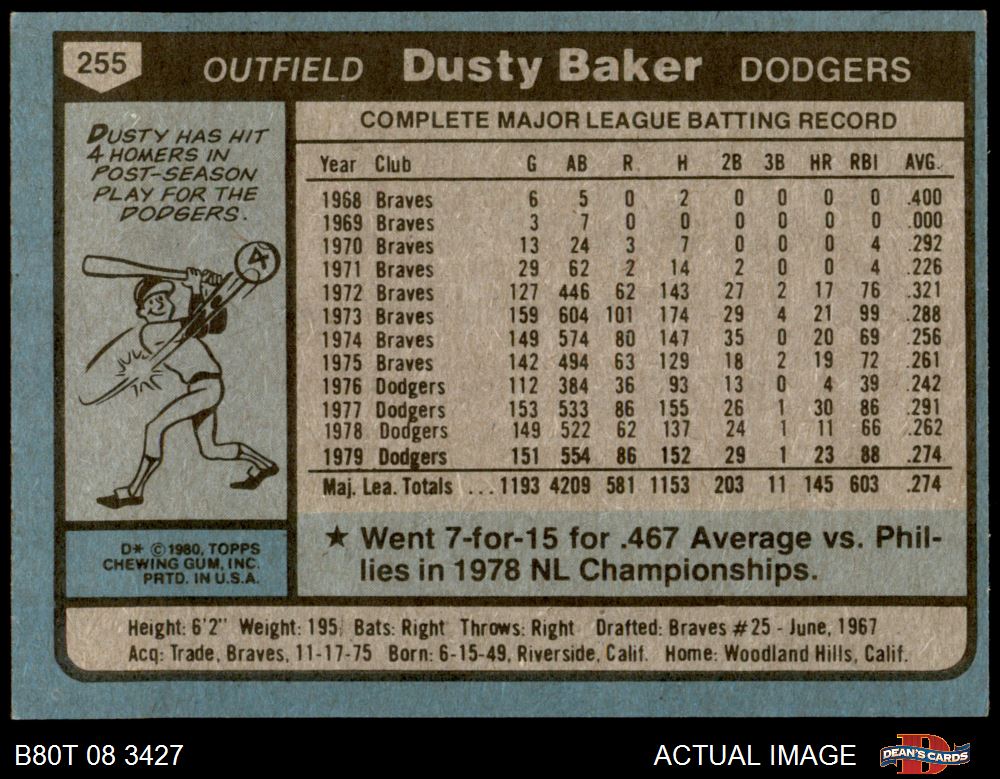 255 OUTFIELD Dusty Baker DODGERS
DUSTY HAS HIT
4 HOMERS IN
POST-SEASON
PLAY FOR THE
DODGERS.
4
COMPLETE MAJOR LEAGUE BATTING RECORD
Year Club G AB R H 2B 3B HR RBI AVG.
1968 Braves 6 5 0 2 0 0 0 0 .400
1969 Braves 3 7 0 0 0 0 0 0 .000
1970 Braves 13 24 3 7 0 0 0 4 .292
1971 Braves 29 62 2 14 2 0 0 4 .226
1972 Braves 127 446 62 143 27 2 17 76 .321
1973 Braves 159 604 101 174 29 4 21 99 .288
1974 Braves 149 574 80 147 35 0 20 69 .256
1975 Braves 142 494 63 129 18 2 19 72 .261
1976 Dodgers 112 384 36 93 13 0 4 39 .242
1977 Dodgers 153 533 86 155 26 1 30 86 .291
1978 Dodgers 149 522 62 137 24 1 11 66 .262
1979 Dodgers 151 554 86 152 29 1 23 88 .274
Maj. Lea. Totals ... 1193 4209 581 1153 203 11 145 603 .274
★ Went 7-for-15 for .467 Average vs. Phil-
lies in 1978 NL Championships.
D* © 1980, TOPPS
CHEWING GUM, INC.
PRTD. IN U.S.A.
Height: 6'2" Weight: 195 Bats: Right Throws: Right Drafted: Braves #25 - June, 1967
Acq: Trade, Braves, 11-17-75 Born: 6-15-49, Riverside, Calif. Home: Woodland Hills, Calif.
B80T 08 3427 ACTUAL IMAGE DEAN'S CARDS